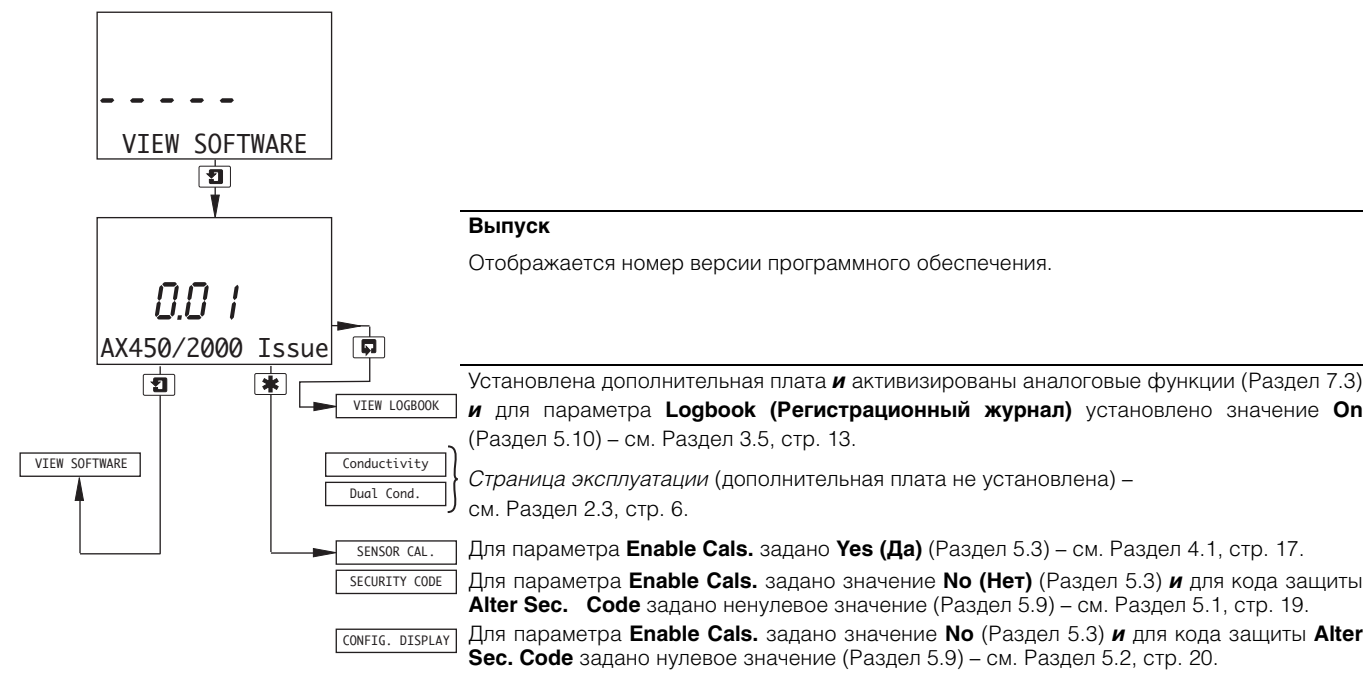 - - - - -
VIEW SOFTWARE
Выпуск
Отображается номер версии программного обеспечения.
0.01
AX450/2000 Issue
VIEW LOGBOOK
Установлена дополнительная плата и активизированы аналоговые функции (Раздел 7.3)
и для параметра Logbook (Регистрационный журнал) установлено значение On
(Раздел 5.10) – см. Раздел 3.5, стр. 13.
VIEW SOFTWARE
Conductivity
Dual Cond.
Страница эксплуатации (дополнительная плата не установлена) –
см. Раздел 2.3, стр. 6.
SENSOR CAL.
Для параметра Enable Cals. задано Yes (Да) (Раздел 5.3) – см. Раздел 4.1, стр. 17.
SECURITY CODE
Для параметра Enable Cals. задано значение No (Нет) (Раздел 5.3) и для кода защиты
Alter Sec. Code задано ненулевое значение (Раздел 5.9) – см. Раздел 5.1, стр. 19.
CONFIG. DISPLAY
Для параметра Enable Cals. задано значение No (Раздел 5.3) и для кода защиты Alter
Sec. Code задано нулевое значение (Раздел 5.9) – см. Раздел 5.2, стр. 20.